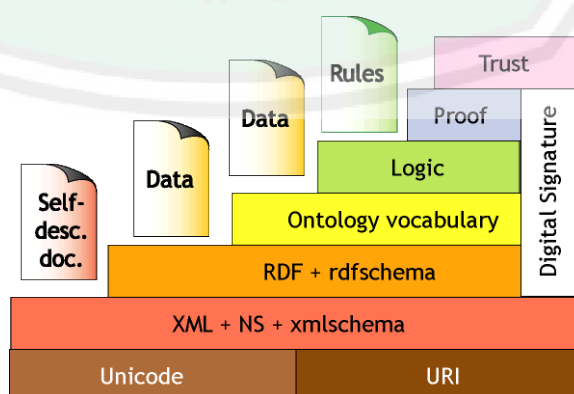 Rules
Trust
Data
Proof
Data
Logic
Self-
desc.
doc.
Ontology vocabulary
Digital Signature
RDF + rdfschema
XML + NS + xmlschema
Unicode
URI